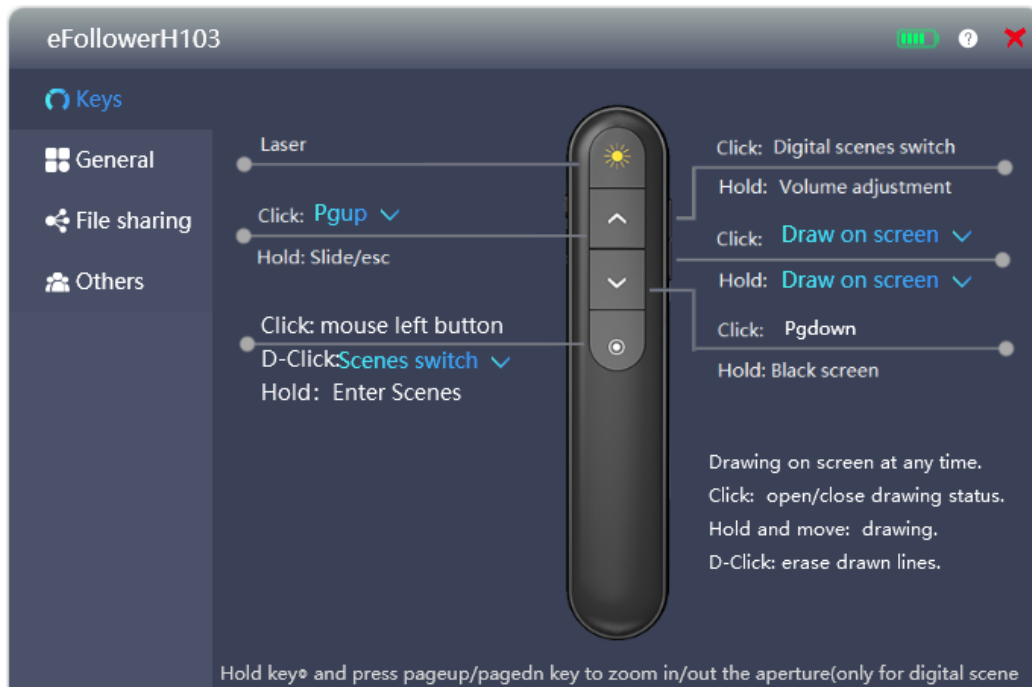 eFollowerH103
Keys
General
File sharing
Others
Laser
Click: Pgup
Hold: Slide/esc
Click: mouse left button
D-Click:Scenes switch
Hold: Enter Scenes
Click: Digital scenes switch
Hold: Volume adjustment
Click: Draw on screen
Hold: Draw on screen
Click: Pgdown
Hold: Black screen
Drawing on screen at any time.
Click: open/close drawing status.
Hold and move: drawing.
D-Click: erase drawn lines.
Hold key and press pageup/pagedn key to zoom in/out the aperture(only for digital scene